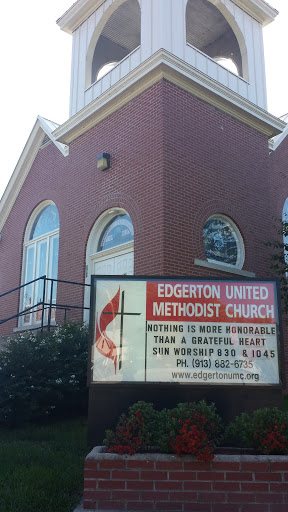 EDGERTON UNITED
METHODIST CHURCH
NOTHING IS MORE HONORABLE
THAN A GRATEFUL HEART
SUN WORSHIP 830 & 1045
PH. (913) 882-6735
www.edgertonumc.org